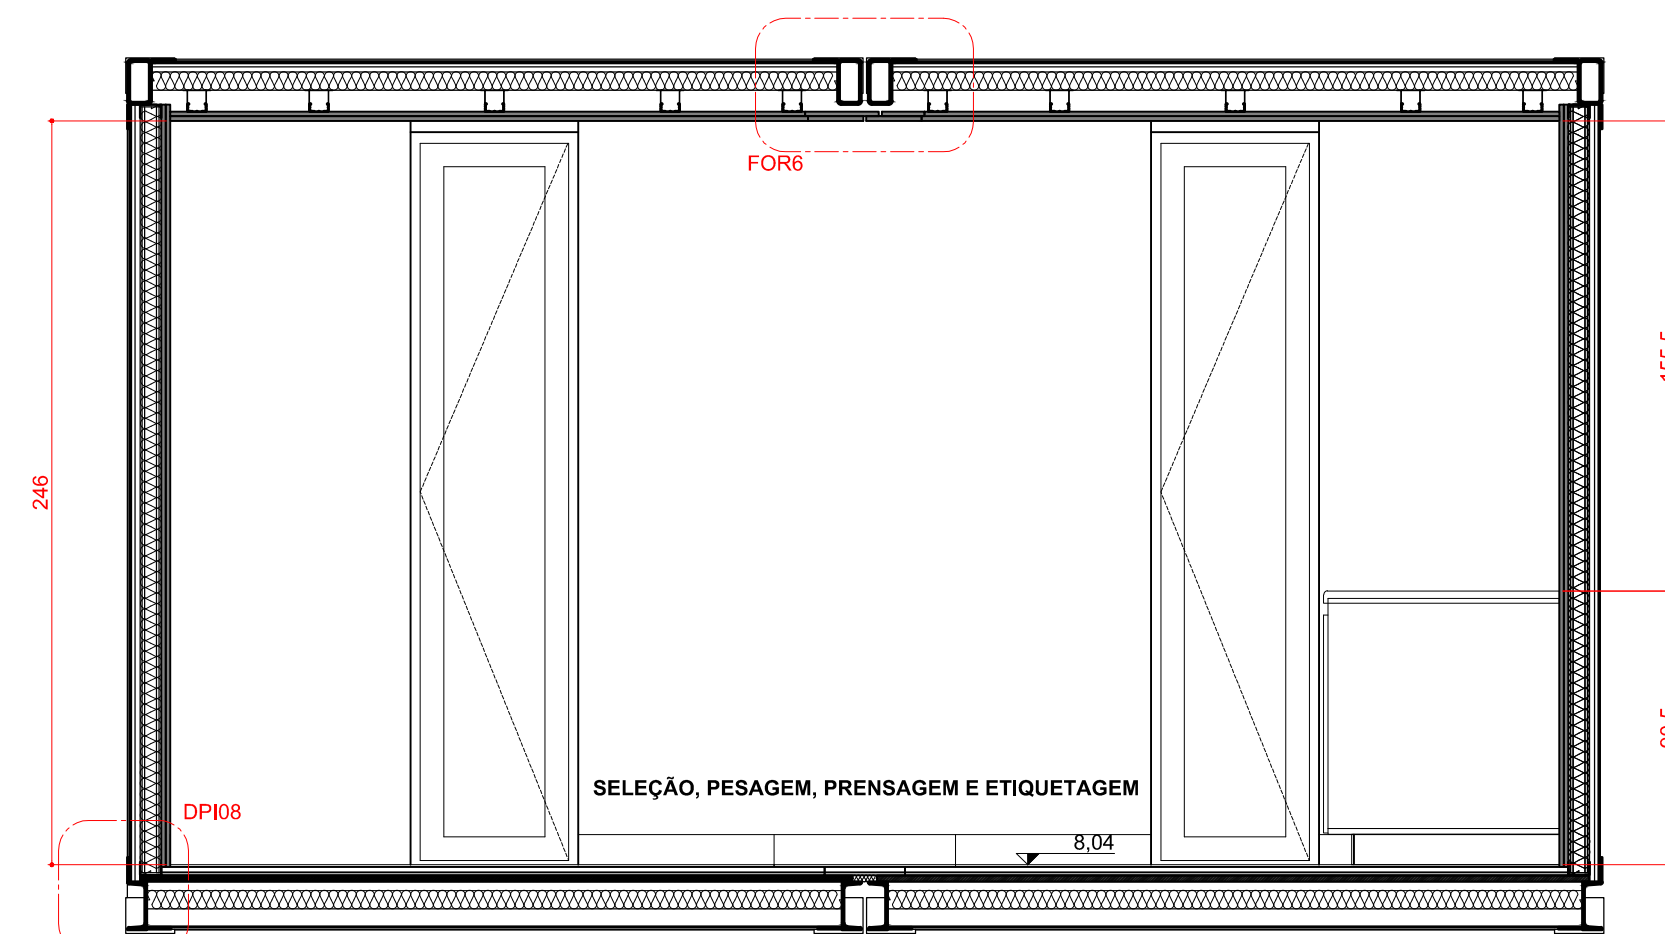 FOR6
246
SELEÇÃO, PESAGEM, PRENSAGEM E ETIQUETAGEM
DPI08
8,04